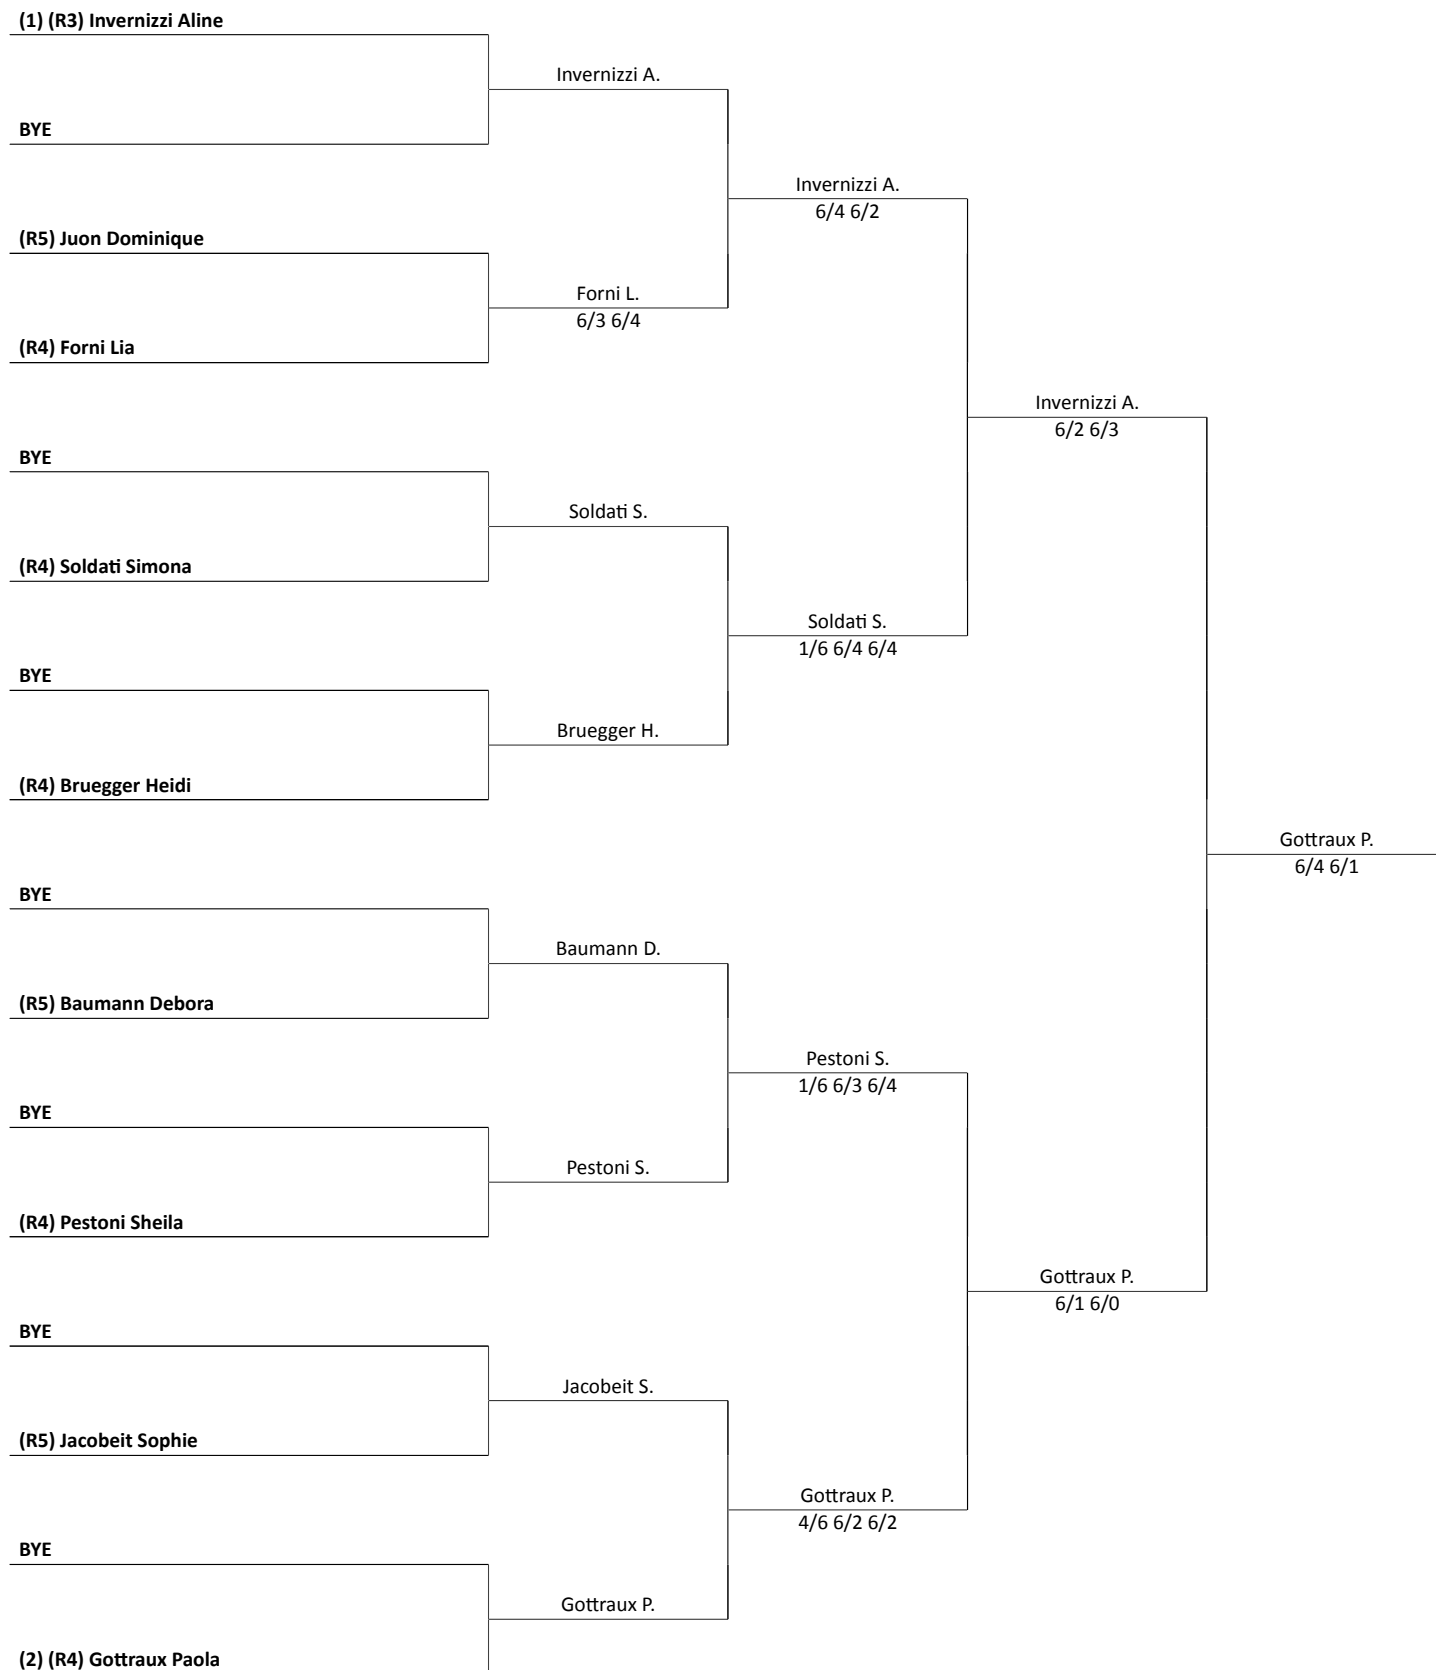 (1) (R3) Invernizzi Aline
BYE
(R5) Juon Dominique
(R4) Forni Lia
BYE
(R4) Soldati Simona
BYE
(R4) Bruegger Heidi
BYE
(R5) Baumann Debora
BYE
(R4) Pestoni Sheila
BYE
(R5) Jacobeit Sophie
BYE
(2) (R4) Gottraux Paola
Invernizzi A.
Forni L.
6/3 6/4
Soldati S.
Bruegger H.
Baumann D.
Pestoni S.
Jacobeit S.
Gottraux P.
Invernizzi A.
6/4 6/2
Soldati S.
1/6 6/4 6/4
Pestoni S.
1/6 6/3 6/4
Gottraux P.
4/6 6/2 6/2
Invernizzi A.
6/2 6/3
Gottraux P.
6/1 6/0
Gottraux P.
6/4 6/1